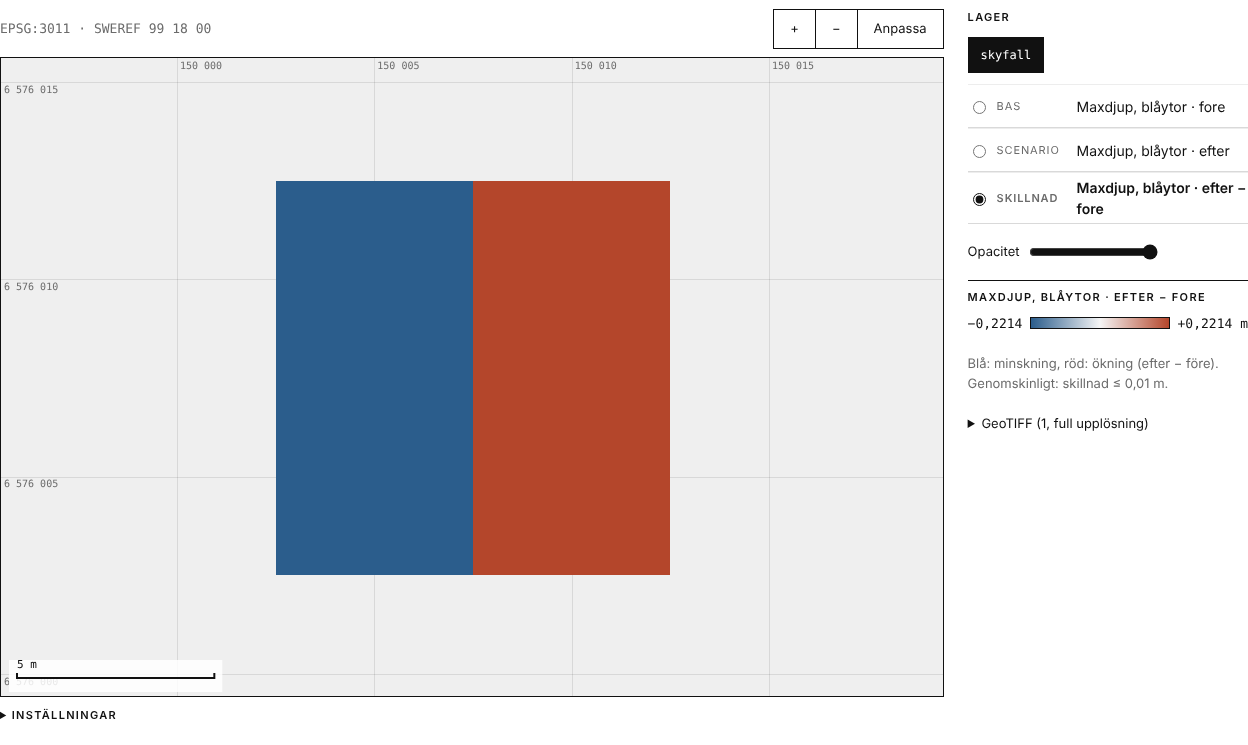 EPSG:3011 · SWEREF 99 18 00
+
−
Anpassa
150 000
150 005
150 010
150 015
6 576 015
6 576 010
6 576 005
5 m
INSTÄLLNINGAR
LAGER
skyfall
BAS Maxdjup, blåytor · fore
SCENARIO Maxdjup, blåytor · efter
SKILLNAD Maxdjup, blåytor · efter −
fore
Opacitet
MAXDJUP, BLÅYTOR · EFTER − FORE
−0,2214 +0,2214 m
Blå: minskning, röd: ökning (efter − före).
Genomskinligt: skillnad ≤ 0,01 m.
GeoTIFF (1, full upplösning)